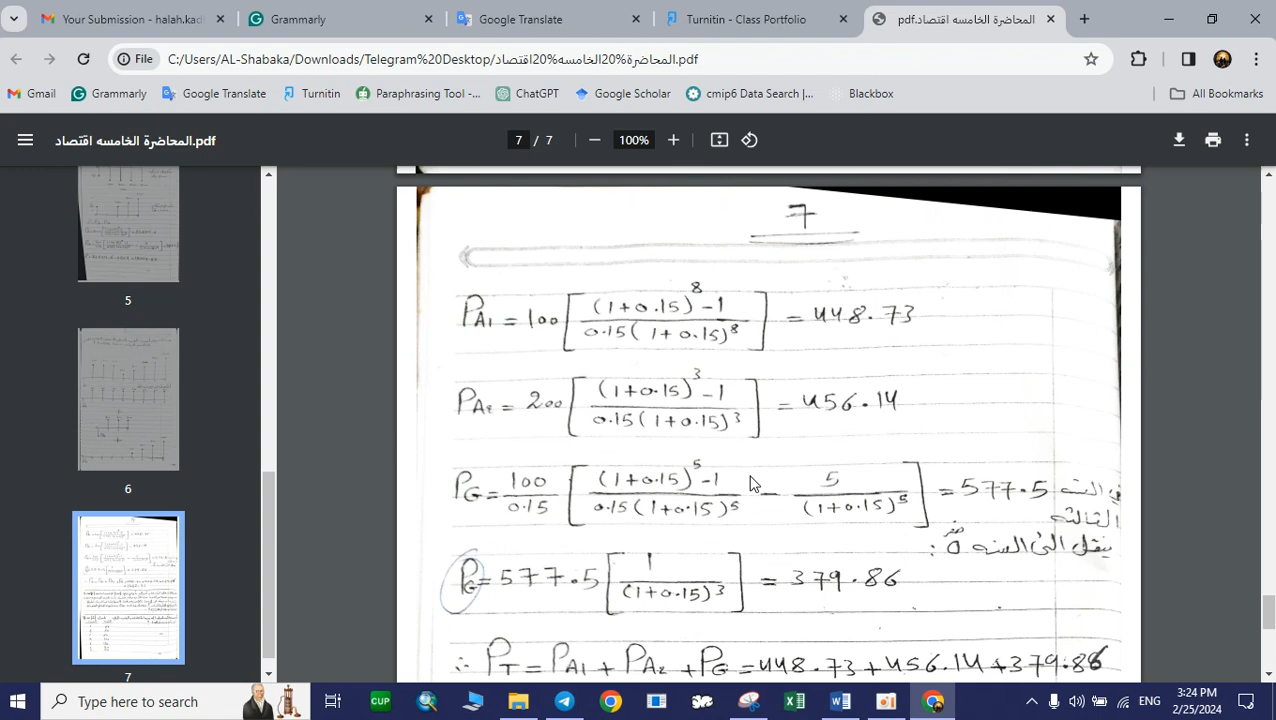 Your Submission - halah.kadi
Grammarly
Google Translate
Turnitin - Class Portfolio
المحاضرة الخامسه اقتصاد.pdf
File
C:/Users/AL-Shabaka/Downloads/Telegram%20Desktop/المحاضرة%20الخامسه%20اقتصاد.pdf
Gmail
Grammarly
Google Translate
Turnitin
Paraphrasing Tool -...
ChatGPT
Google Scholar
cmip6 Data Search |...
Blackbox
All Bookmarks
المحاضرة الخامسه اقتصاد.pdf
7 / 7
100%
5
6
7
7
PA1 = 100 [ (1+0.15)^8 -1 / 0.15(1+0.15)^8 ] = 448.73
PA2 = 200 [ (1+0.15)^3 -1 / 0.15(1+0.15)^3 ] = 456.14
PG = 100/0.15 [ (1+0.15)^5 -1 / 0.15(1+0.15)^5 - 5 / (1+0.15)^5 ] = 577.5 في السنه
الثالثه
ينقل الى السنه صفر :
PG = 577.5 [ 1 / (1+0.15)^3 ] = 379.86
∴ PT = PA1 + PA2 + PG = 448.73 + 456.14 + 379.86
Type here to search
CUP
ENG
3:24 PM
2/25/2024